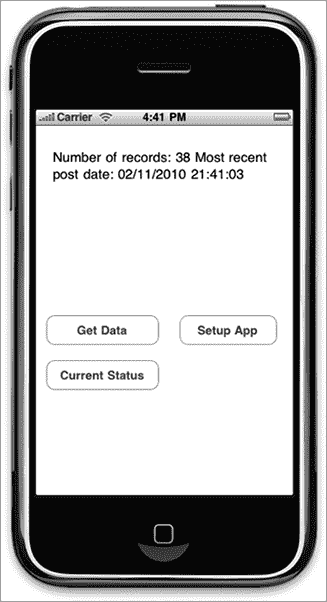 Carrier 4:41 PM
Number of records: 38 Most recent
post date: 02/11/2010 21:41:03
Get Data Setup App
Current Status